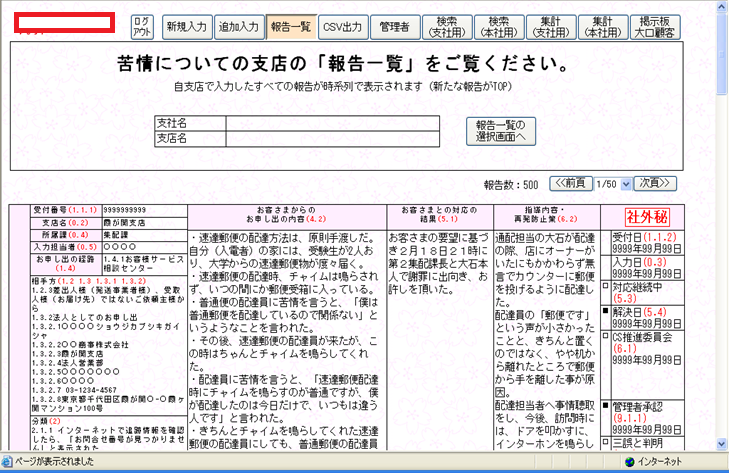 ログアウト
新規入力
追加入力
報告一覧
CSV出力
管理者
検索
(支社用)
検索
(本社用)
集計
(支社用)
集計
(本社用)
掲示板
大口顧客
苦情についての支店の「報告一覧」をご覧ください。
自支店で入力したすべての報告が時系列で表示されます（新たな報告がTOP）
支社名
支店名
報告一覧の
選択画面へ
報告数：500
<<前頁
1/50
次頁>>
受付番号(1.1.1) 9999999999
支店名(0.2) 霞が関支店
所属課(0.4) 集配課
入力担当者(0.5) 〇〇〇〇
お申し出の経路
(1.4)
1.4.1お客様サービス
相談センター
相手方(1.2 1.3 1.3.1 1.3.2)
1.2.3差出人様（発送事業者様）、受取
人様（お届け先）ではないご依頼主様か
ら
1.3.2法人としてのお申し出
1.3.2.1〇〇〇〇ショウジカブシキガイ
シャ
1.3.2.2〇〇商事株式会社
1.3.2.3霞が関支店
1.3.2.4法人営業部
1.3.2.5〇〇〇〇〇〇〇
1.3.2.6〇〇〇〇
1.3.2.7 03-1234-4567
1.3.2.8東京都千代田区霞が関〇-〇霞ヶ
関マンション100号
分類(2)
2.1.1 インターネットで追跡情報を確認
したら、「お問合せ番号が見つかりませ
ん」と表示された
お客さまからの
お申し出の内容(4.2)
・速達郵便の配達方法は、原則手渡しだ。
自分（入電者）の家には、受験生が2人お
り、大学からの速達郵便物が度々届く。
・速達郵便の配達時、チャイムは鳴らされ
ず、いつの間にか郵便受箱に入っている。
・普通便の配達員に苦情を言うと、「僕は
普通郵便を配達しているので関係ない」と
いうようなことを言われた。
・その後、速達郵便の配達員が来たが、こ
の時はちゃんとチャイムを鳴らしてくれ
た。
・配達員に苦情を言うと、「速達郵便配達
時にチャイムを鳴らすのが普通ですが、僕
が配達したのは今日だけで、いつもは違う
人です」と言われた。
・きちんとチャイムを鳴らしてくれた速達
郵便の配達員にしても、普通郵便の配達員
お客さまとの対応の
結果(5.1)
お客さまの要望に基づ
き２月１８日２１時に
第２集配課長と大石本
人で謝罪に出向き、お
許しを頂いた。
指導内容・
再発防止策(6.2)
通配担当の大石が配達
の際、店にオーナーが
いたにもかかわらず無
言でカウンターに郵便
を投げるように配達し
た。
配達員の「郵便です」
という声が小さかった
ことと、きちんと置く
のではなく、やや机か
ら離れたところで郵便
から手を離した事が原
因。
配達担当者へ事情聴取
をし、今後、訪問時に
は、ドアを叩かずに、
インターホンを鳴らし
社外秘
受付日(1.1.2)
9999年99月99日
入力日(0.3)
9999年99月99日
□対応継続中
(5.3)
■解決日(5.4)
9999年99月99日
□CS推進委員会
(6.1)
9999年99月99日
■管理者承認
(9.1.1)
9999年99月99日
□三誤と判明
ページが表示されました
インターネット